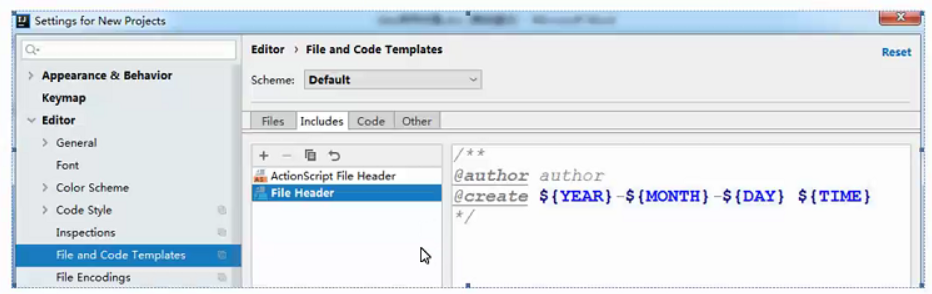 Settings for New Projects
Editor › File and Code Templates
Reset
Scheme: Default
Appearance & Behavior
Keymap
Editor
General
Font
Color Scheme
Code Style
Inspections
File and Code Templates
File Encodings
Files Includes Code Other
ActionScript File Header
File Header
/**
@author author
@create ${YEAR}-${MONTH}-${DAY} ${TIME}
*/